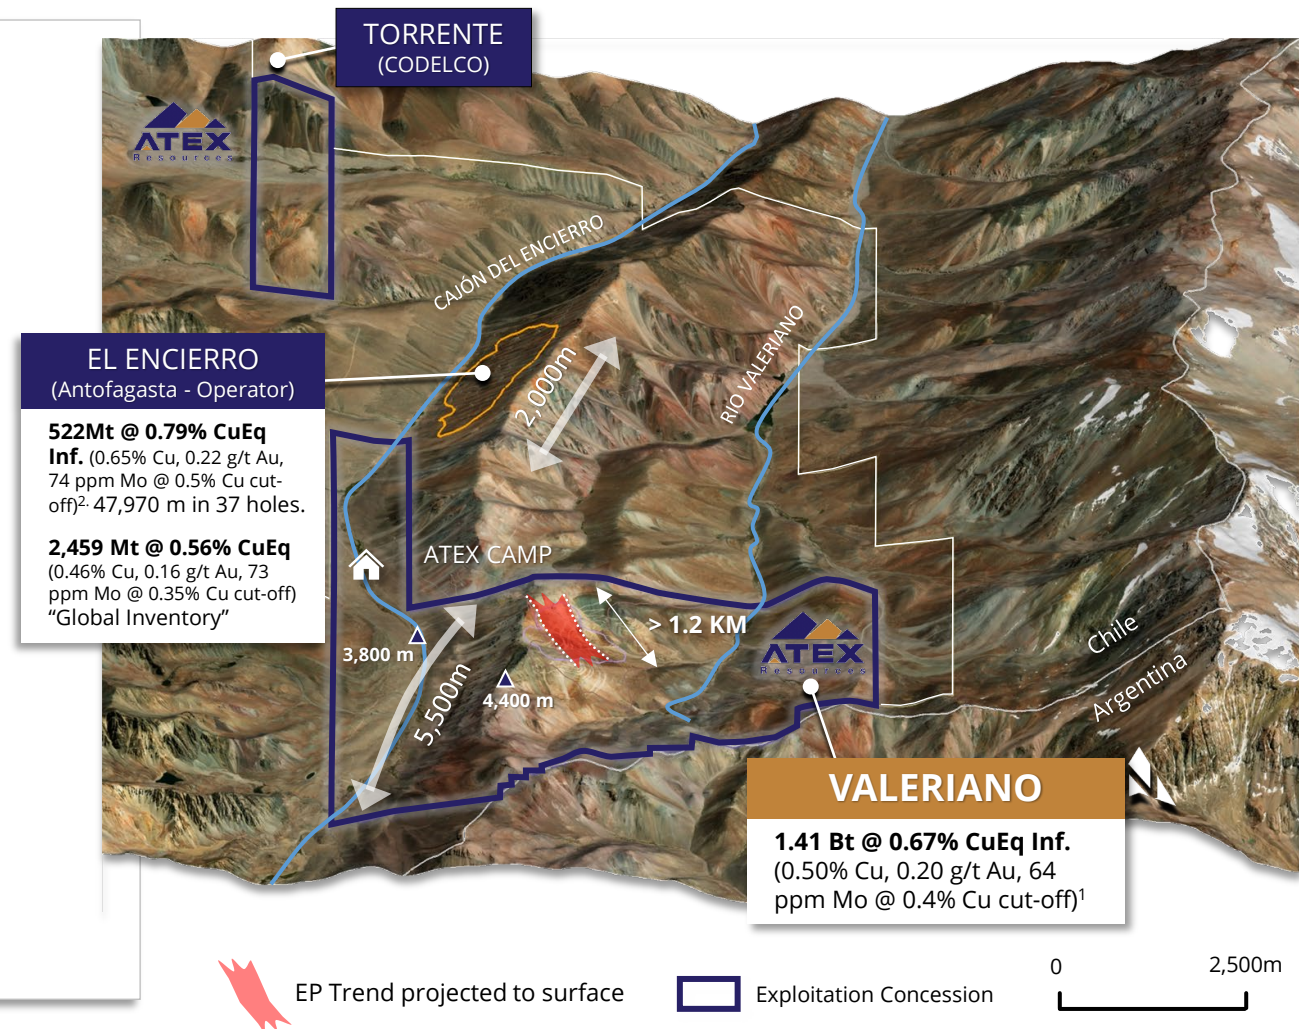 TORRENTE
(CODELCO)
ATEX
Resources
CAJÓN DEL ENCIERRO
RIO VALERIANO
2,000m
EL ENCIERRO
(Antofagasta - Operator)
522Mt @ 0.79% CuEq
Inf. (0.65% Cu, 0.22 g/t Au,
74 ppm Mo @ 0.5% Cu cut-
off)2. 47,970 m in 37 holes.
2,459 Mt @ 0.56% CuEq
(0.46% Cu, 0.16 g/t Au, 73
ppm Mo @ 0.35% Cu cut-off)
“Global Inventory”
ATEX CAMP
> 1.2 KM
3,800 m
4,400 m
5,500m
ATEX
Resources
Chile
Argentina
N
VALERIANO
1.41 Bt @ 0.67% CuEq Inf.
(0.50% Cu, 0.20 g/t Au, 64
ppm Mo @ 0.4% Cu cut-off)1
EP Trend projected to surface
Exploitation Concession
0
2,500m